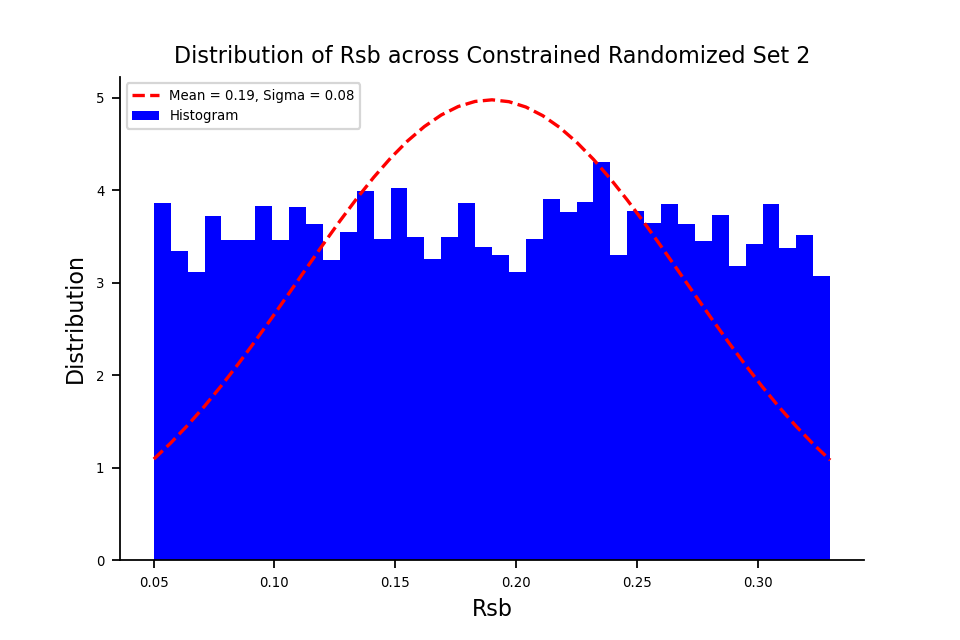 Distribution of Rsb across Constrained Randomized Set 2
Mean = 0.19, Sigma = 0.08
Histogram
Distribution
5
4
3
2
1
0
0.05 0.10 0.15 0.20 0.25 0.30
Rsb